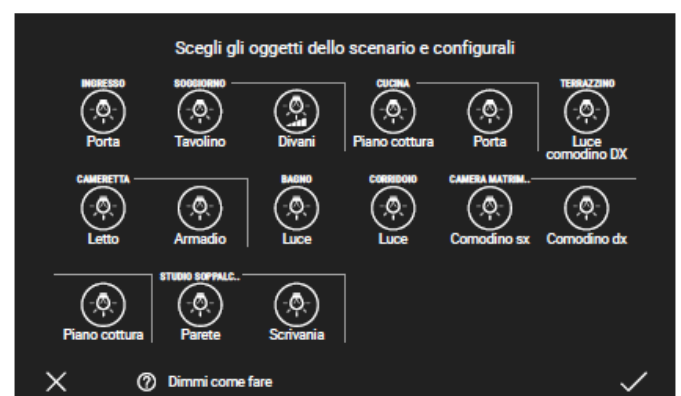 Scegli gli oggetti dello scenario e configurali
INGRESSO SOGGIORNO CUCINA TERRAZZINO
Porta Tavolino Divani Piano cottura Porta Luce
comodino DX
CAMERETTA BAGNO CORRIDOIO CAMERA MATRIM..
Letto Armadio Luce Luce Comodino sx Comodino dx
STUDIO SOPPALC..
Piano cottura Parete Scrivania
Dimmi come fare